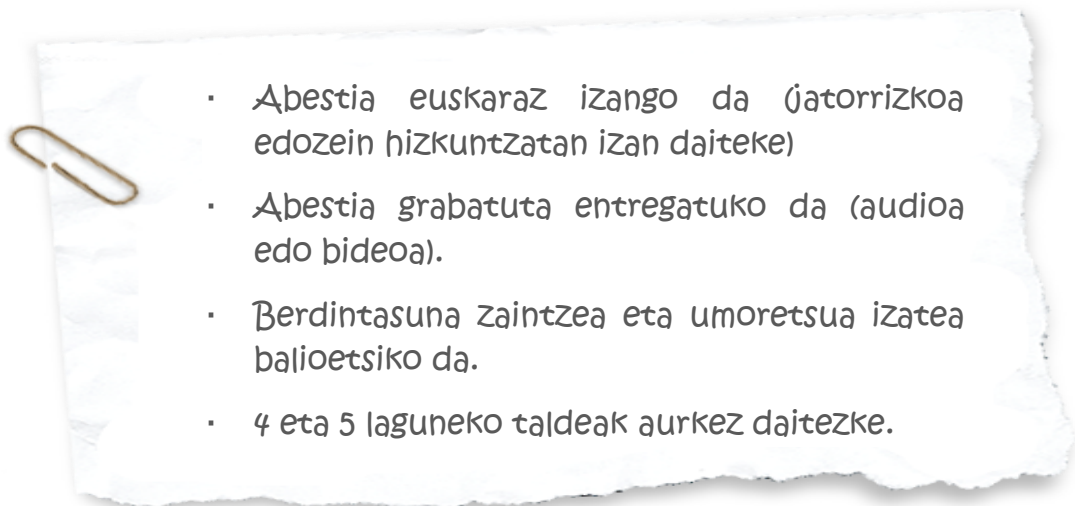 · Abestia euskaraz izango da (jatorrizkoa
edozein hizkuntzatan izan daiteke)
· Abestia grabatuta entregatuko da (audioa
edo bideoa).
· Berdintasuna zaintzea eta umoretsua izatea
balioetsiko da.
· 4 eta 5 laguneko taldeak aurkez daitezke.